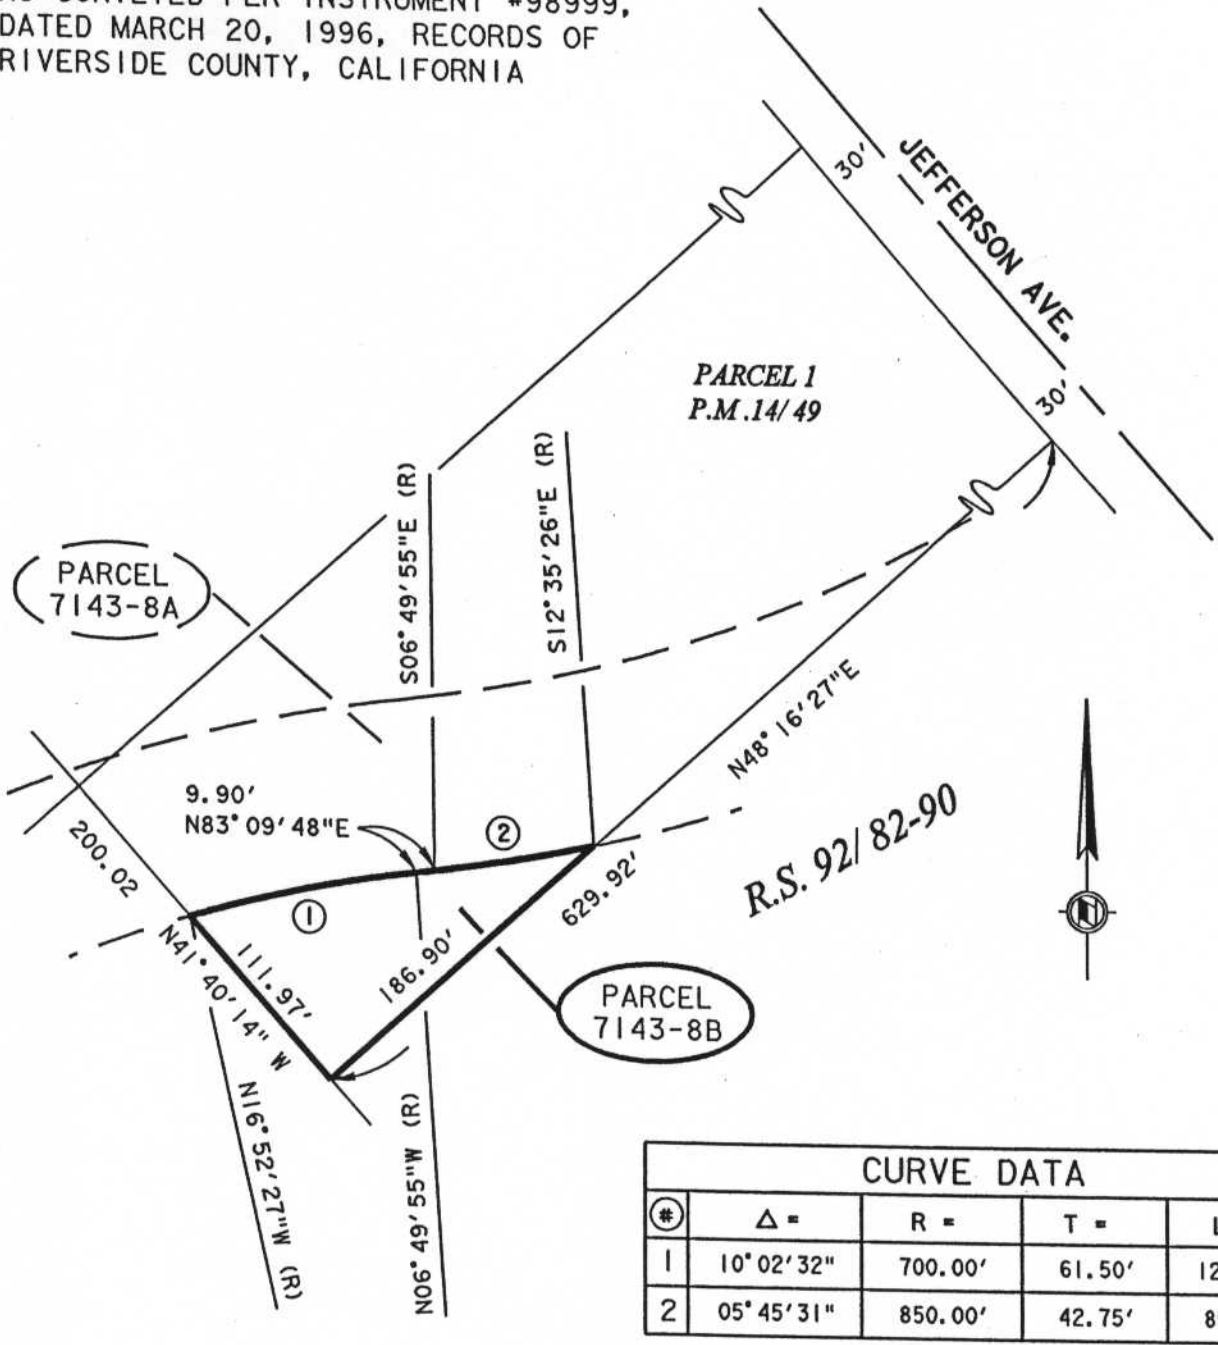 DATED MARCH 20, 1996, RECORDS OF
RIVERSIDE COUNTY, CALIFORNIA
JEFFERSON AVE.
30'
30'
PARCEL 1
P.M.14/49
S06°49'55"E (R)
S12°35'26"E (R)
PARCEL
7143-8A
N48°16'27"E
9.90'
N83°09'48"E
2
200.02
R.S. 92/82-90
629.92'
1
N41°40'14" W
111.97'
186.90'
PARCEL
7143-8B
N16°52'27"W (R)
N06°49'55"W (R)
CURVE DATA
# Δ = R = T =
1 10°02'32" 700.00' 61.50'
2 05°45'31" 850.00' 42.75'